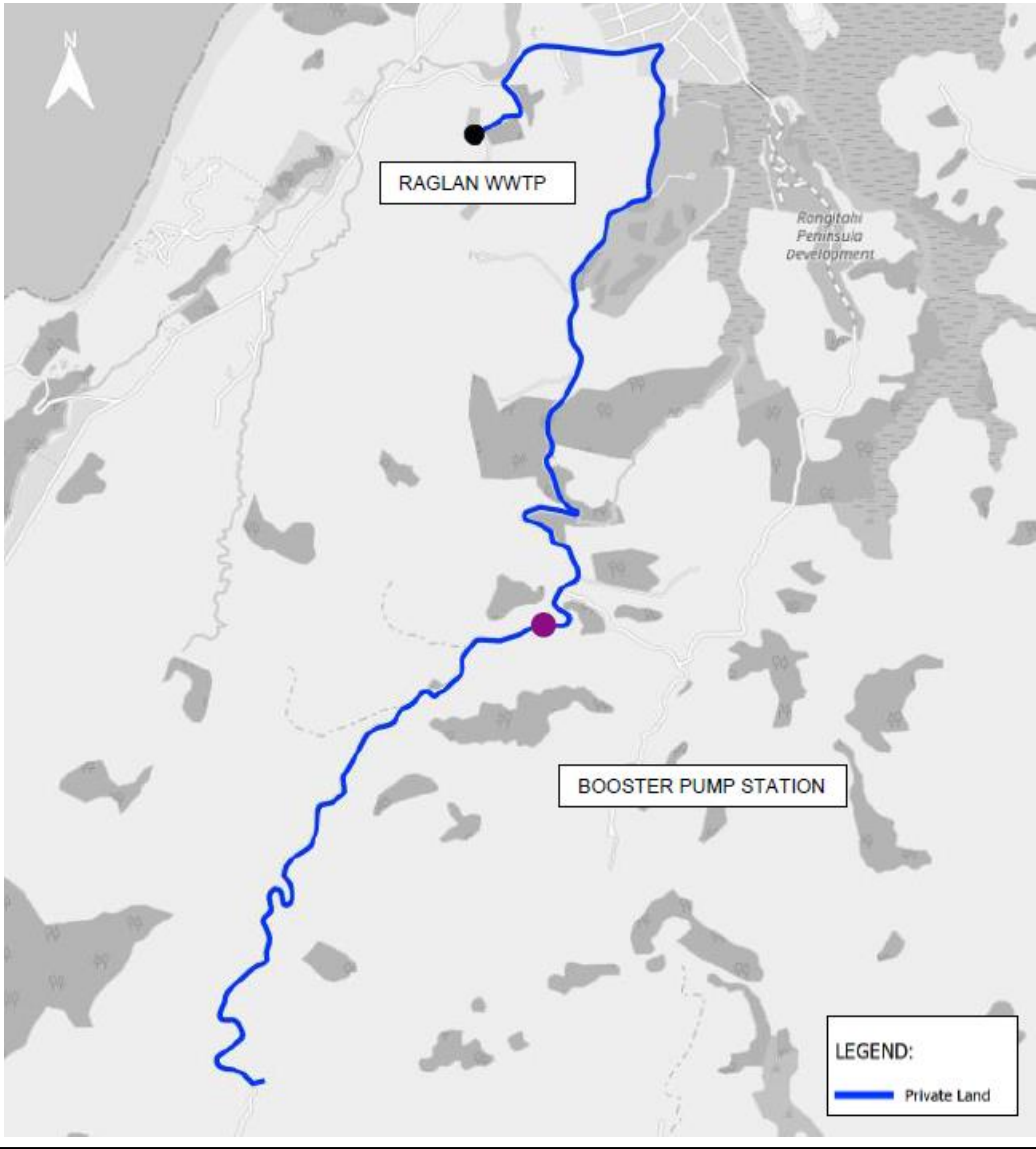 N
RAGLAN WWTP
Rangitahi
Peninsula
Development
BOOSTER PUMP STATION
LEGEND:
Private Land